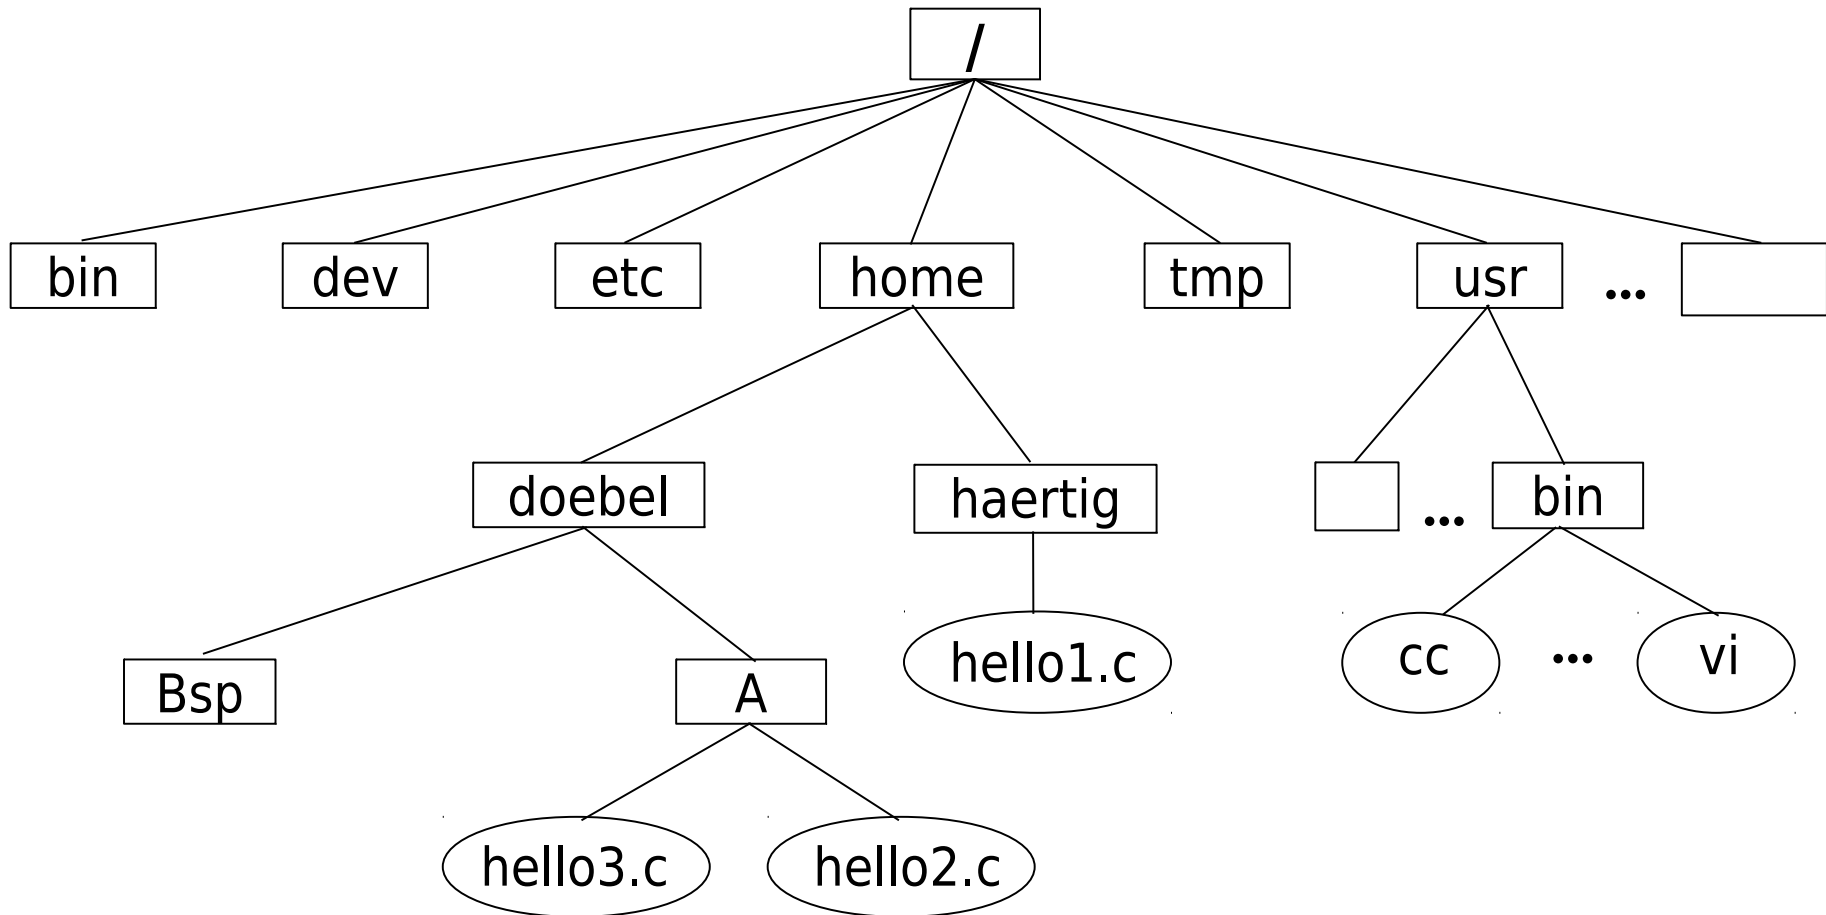 /
bin
dev
etc
home
tmp
usr
...
doebel
haertig
...
bin
Bsp
A
hello1.c
cc
...
vi
hello3.c
hello2.c